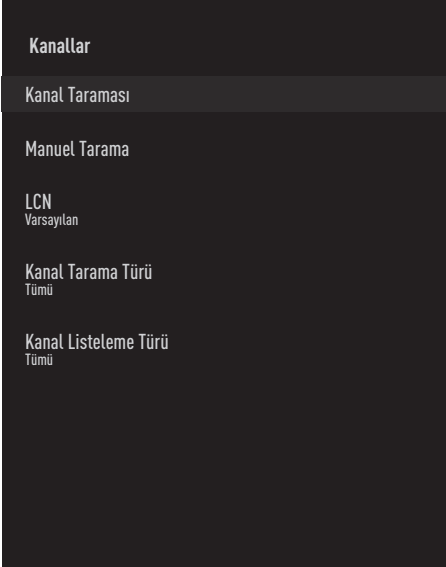 Kanallar
Kanal Taraması
Manuel Tarama
LCN
Varsayılan
Kanal Tarama Türü
Tümü
Kanal Listeleme Türü
Tümü